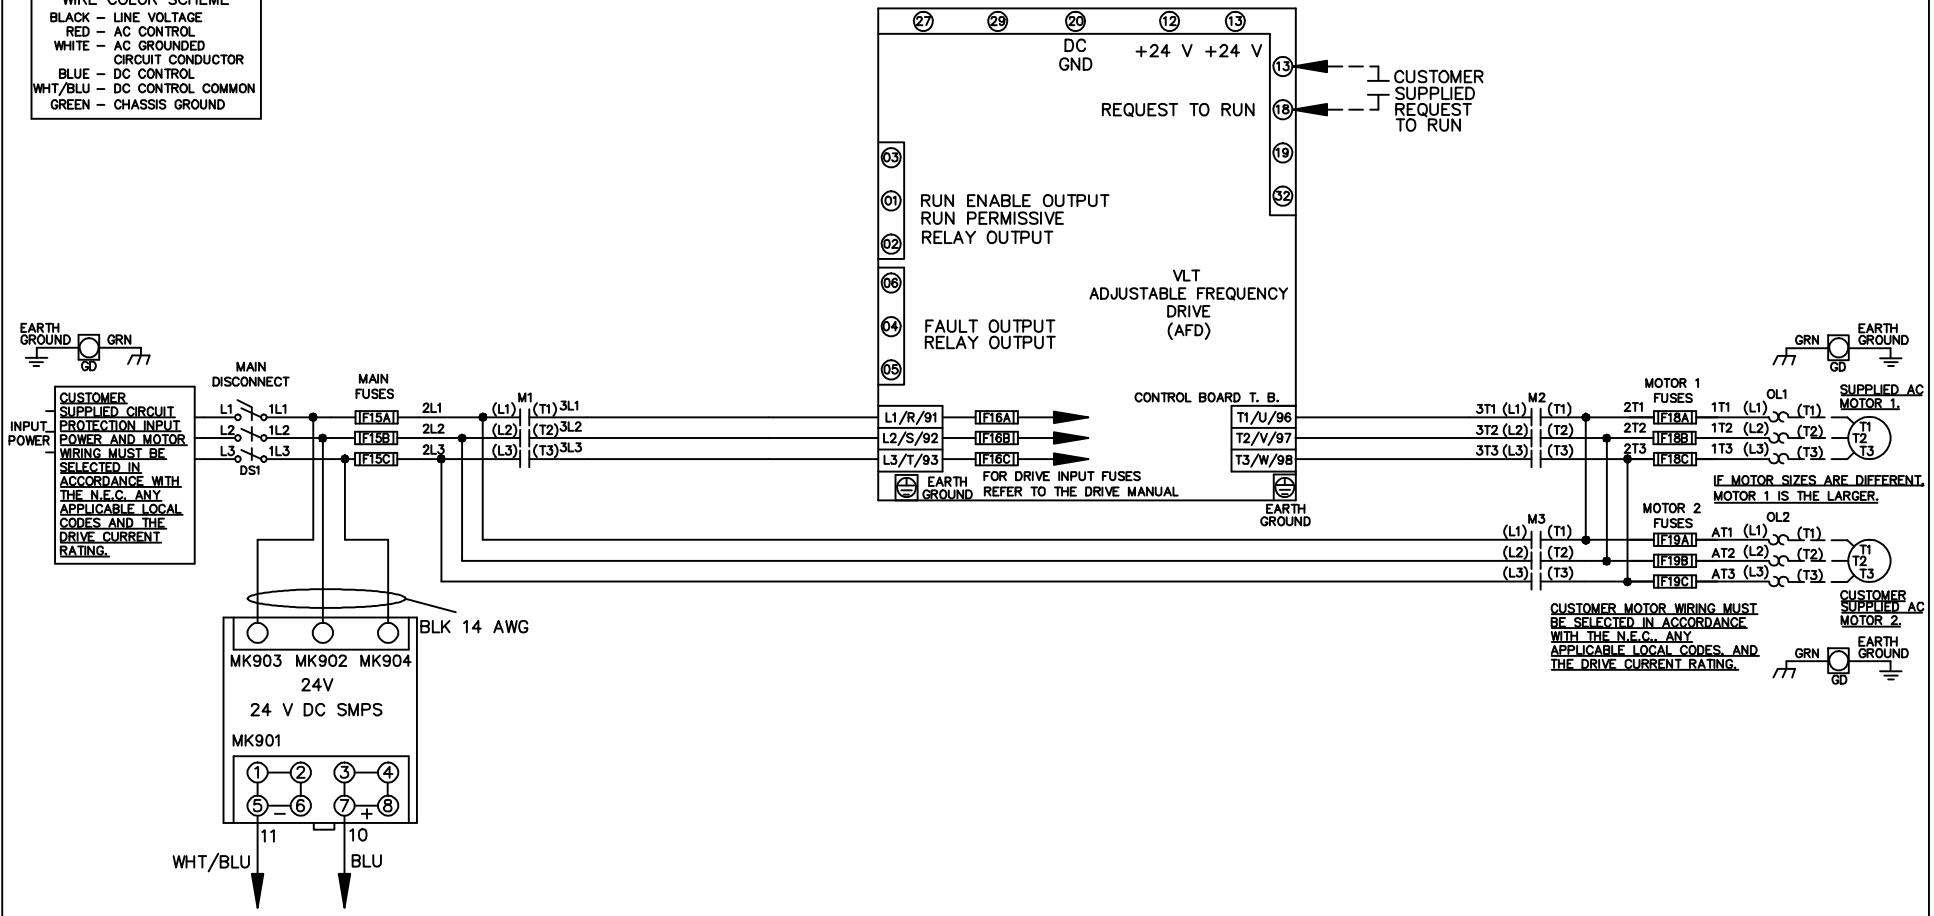 WIRE COLOR SCHEME
BLACK – LINE VOLTAGE
RED – AC CONTROL
WHITE – AC GROUNDED
CIRCUIT CONDUCTOR
BLUE – DC CONTROL
WHT/BLU – DC CONTROL COMMON
GREEN – CHASSIS GROUND
27 29 20 12 13
DC
GND
+24 V +24 V
13
18
19
32
REQUEST TO RUN
CUSTOMER
SUPPLIED
REQUEST
TO RUN
03
01
02
RUN ENABLE OUTPUT
RUN PERMISSIVE
RELAY OUTPUT
06
04
05
FAULT OUTPUT
RELAY OUTPUT
VLT
ADJUSTABLE FREQUENCY
DRIVE
(AFD)
CONTROL BOARD T. B.
L1/R/91 F16A
L2/S/92 F16B
L3/T/93 F16C
T1/U/96
T2/V/97
T3/W/98
EARTH
GROUND
FOR DRIVE INPUT FUSES
REFER TO THE DRIVE MANUAL
EARTH
GROUND
EARTH
GROUND
GRN
GD
INPUT
POWER
CUSTOMER
SUPPLIED CIRCUIT
PROTECTION INPUT
POWER AND MOTOR
WIRING MUST BE
SELECTED IN
ACCORDANCE WITH
THE N.E.C. ANY
APPLICABLE LOCAL
CODES AND THE
DRIVE CURRENT
RATING.
MAIN
DISCONNECT
L1 1L1
L2 1L2
L3 1L3
DS1
MAIN
FUSES
F15A 2L1
F15B 2L2
F15C 2L3
M1
(L1) (T1) 3L1
(L2) (T2) 3L2
(L3) (T3) 3L3
BLK 14 AWG
MK903 MK902 MK904
24V
24 V DC SMPS
MK901
1 2 3 4
5 – 6 7 + 8
11 10
WHT/BLU BLU
M2
3T1 (L1) (T1)
3T2 (L2) (T2)
3T3 (L3) (T3)
MOTOR 1
FUSES
2T1 F18A 1T1
2T2 F18B 1T2
2T3 F18C 1T3
OL1
(L1) (T1)
(L2) (T2)
(L3) (T3)
GRN
EARTH
GROUND
GD
SUPPLIED AC
MOTOR 1.
T1
T2
T3
IF MOTOR SIZES ARE DIFFERENT,
MOTOR 1 IS THE LARGER.
M3
(L1) (T1)
(L2) (T2)
(L3) (T3)
MOTOR 2
FUSES
F19A AT1
F19B AT2
F19C AT3
OL2
(L1) (T1)
(L2) (T2)
(L3) (T3)
T1
T2
T3
CUSTOMER
SUPPLIED AC
MOTOR 2.
CUSTOMER MOTOR WIRING MUST
BE SELECTED IN ACCORDANCE
WITH THE N.E.C., ANY
APPLICABLE LOCAL CODES, AND
THE DRIVE CURRENT RATING.
GRN
EARTH
GROUND
GD